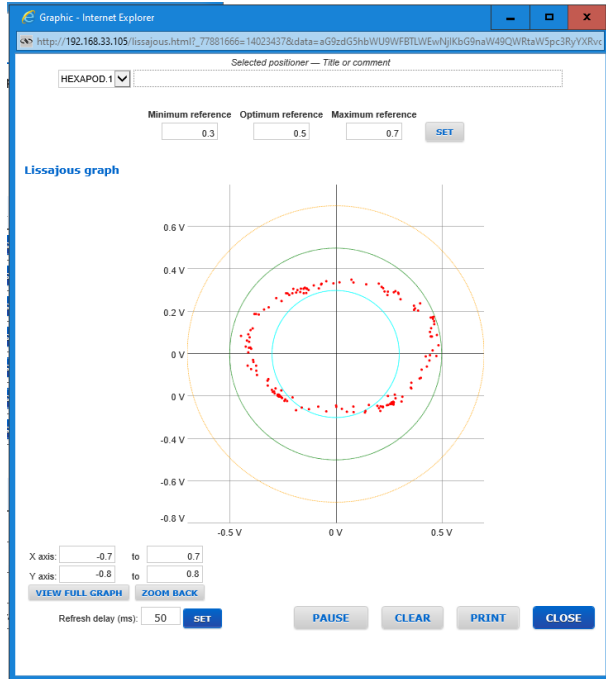 Graphic - Internet Explorer
http://192.168.33.105/lissajous.html?_77881666=14023437&data=aG9zdG5hbWU9WFBTLWEwNjlKbG9naW49QWRtaW5pc3RyYXRvc
Selected positioner — Title or comment
HEXAPOD.1
Minimum reference Optimum reference Maximum reference
0.3 0.5 0.7 SET
Lissajous graph
0.6 V
0.4 V
0.2 V
0 V
0 V
-0.4 V
-0.6 V
-0.8 V
-0.5 V 0 V 0.5 V
X axis: -0.7 to 0.7
Y axis: -0.8 to 0.8
VIEW FULL GRAPH ZOOM BACK
Refresh delay (ms): 50 SET PAUSE CLEAR PRINT CLOSE